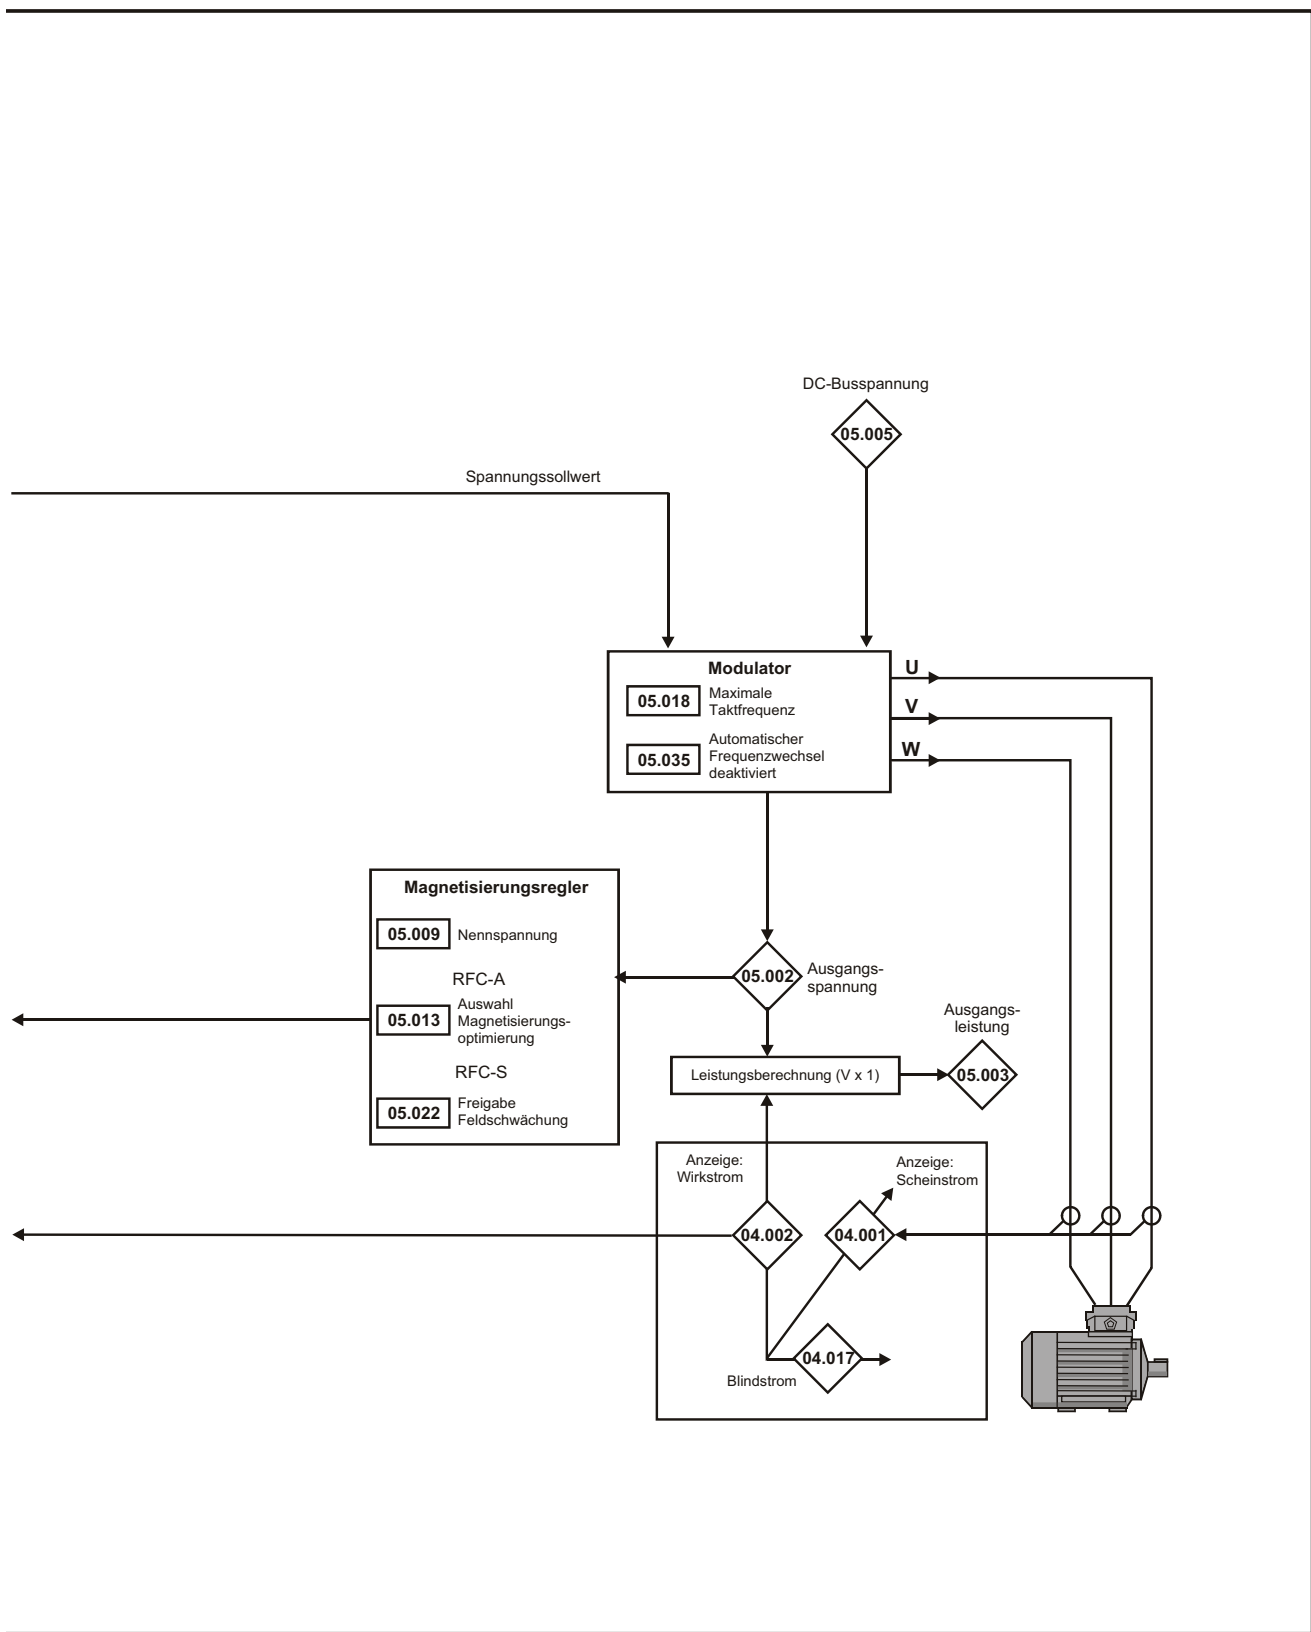 DC-Busspannung
05.005
Spannungssollwert
Modulator
05.018
Maximale
Taktfrequenz
05.035
Automatischer
Frequenzwechsel
deaktiviert
U
V
W
Magnetisierungsregler
05.009
Nennspannung
RFC-A
05.013
Auswahl
Magnetisierungs-
optimierung
RFC-S
05.022
Freigabe
Feldschwächung
05.002
Ausgangs-
spannung
Ausgangs-
leistung
Leistungsberechnung (V x 1)
05.003
Anzeige:
Wirkstrom
Anzeige:
Scheinstrom
04.002
04.001
04.017
Blindstrom